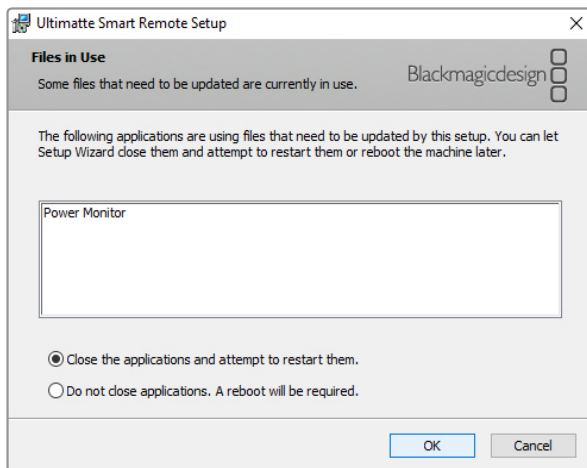 Ultimatte Smart Remote Setup
Files in Use
Some files that need to be updated are currently in use.
Blackmagicdesign
The following applications are using files that need to be updated by this setup. You can let
Setup Wizard close them and attempt to restart them or reboot the machine later.
Power Monitor
Close the applications and attempt to restart them.
Do not close applications. A reboot will be required.
OK Cancel